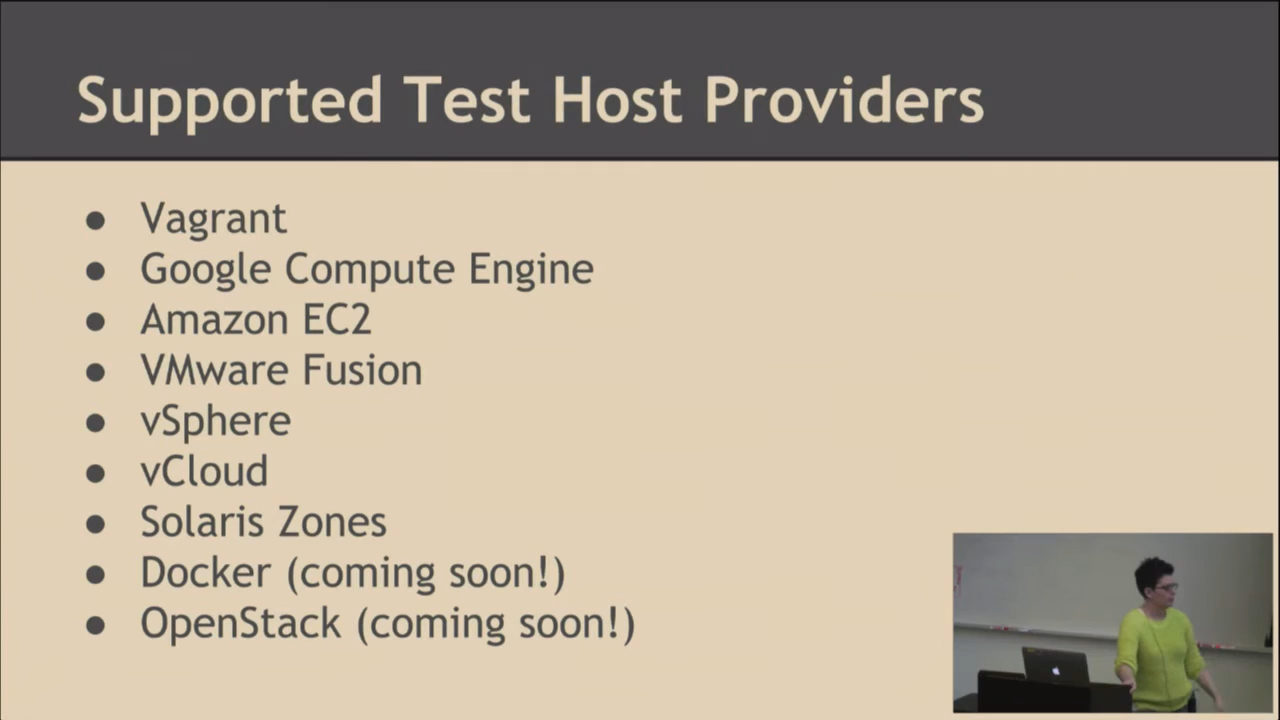 Supported Test Host Providers
● Vagrant
● Google Compute Engine
● Amazon EC2
● VMware Fusion
● vSphere
● vCloud
● Solaris Zones
● Docker (coming soon!)
● OpenStack (coming soon!)